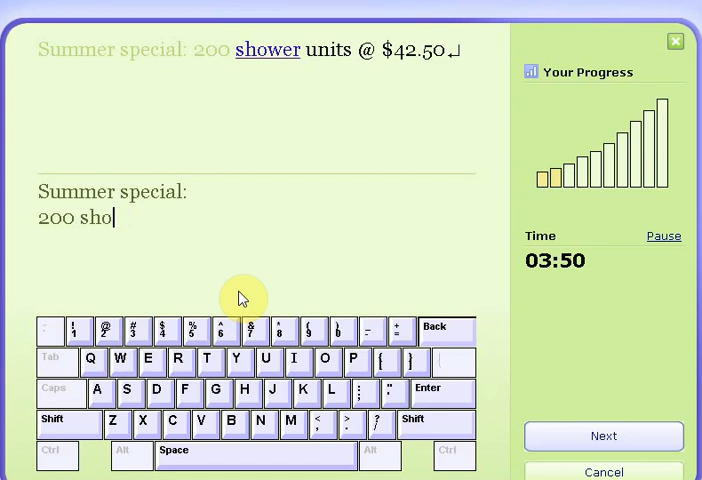 Summer special: 200 shower units @ $42.50↵
Your Progress
Summer special:
200 sho
Time Pause
03:50
~ ` ! 1 @ 2 # 3 $ 4 % 5 ^ 6 & 7 * 8 ( 9 ) 0 _ - + = Back
Tab Q W E R T Y U I O P { [ } ] |
Caps A S D F G H J K L : ; " ' Enter
Shift Z X C V B N M < , > . ? / Shift
Ctrl Alt Space Alt Ctrl
Next
Cancel